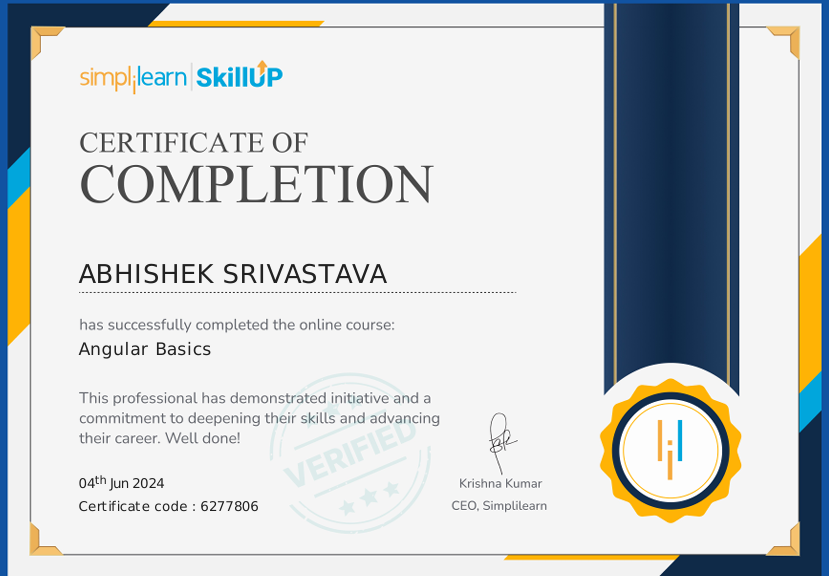 simplilearn | SkillUP
CERTIFICATE OF
COMPLETION
ABHISHEK SRIVASTAVA
has successfully completed the online course:
Angular Basics
This professional has demonstrated initiative and a
commitment to deepening their skills and advancing
their career. Well done!
VERIFIED
04th Jun 2024
Certificate code : 6277806
Krishna Kumar
CEO, Simplilearn